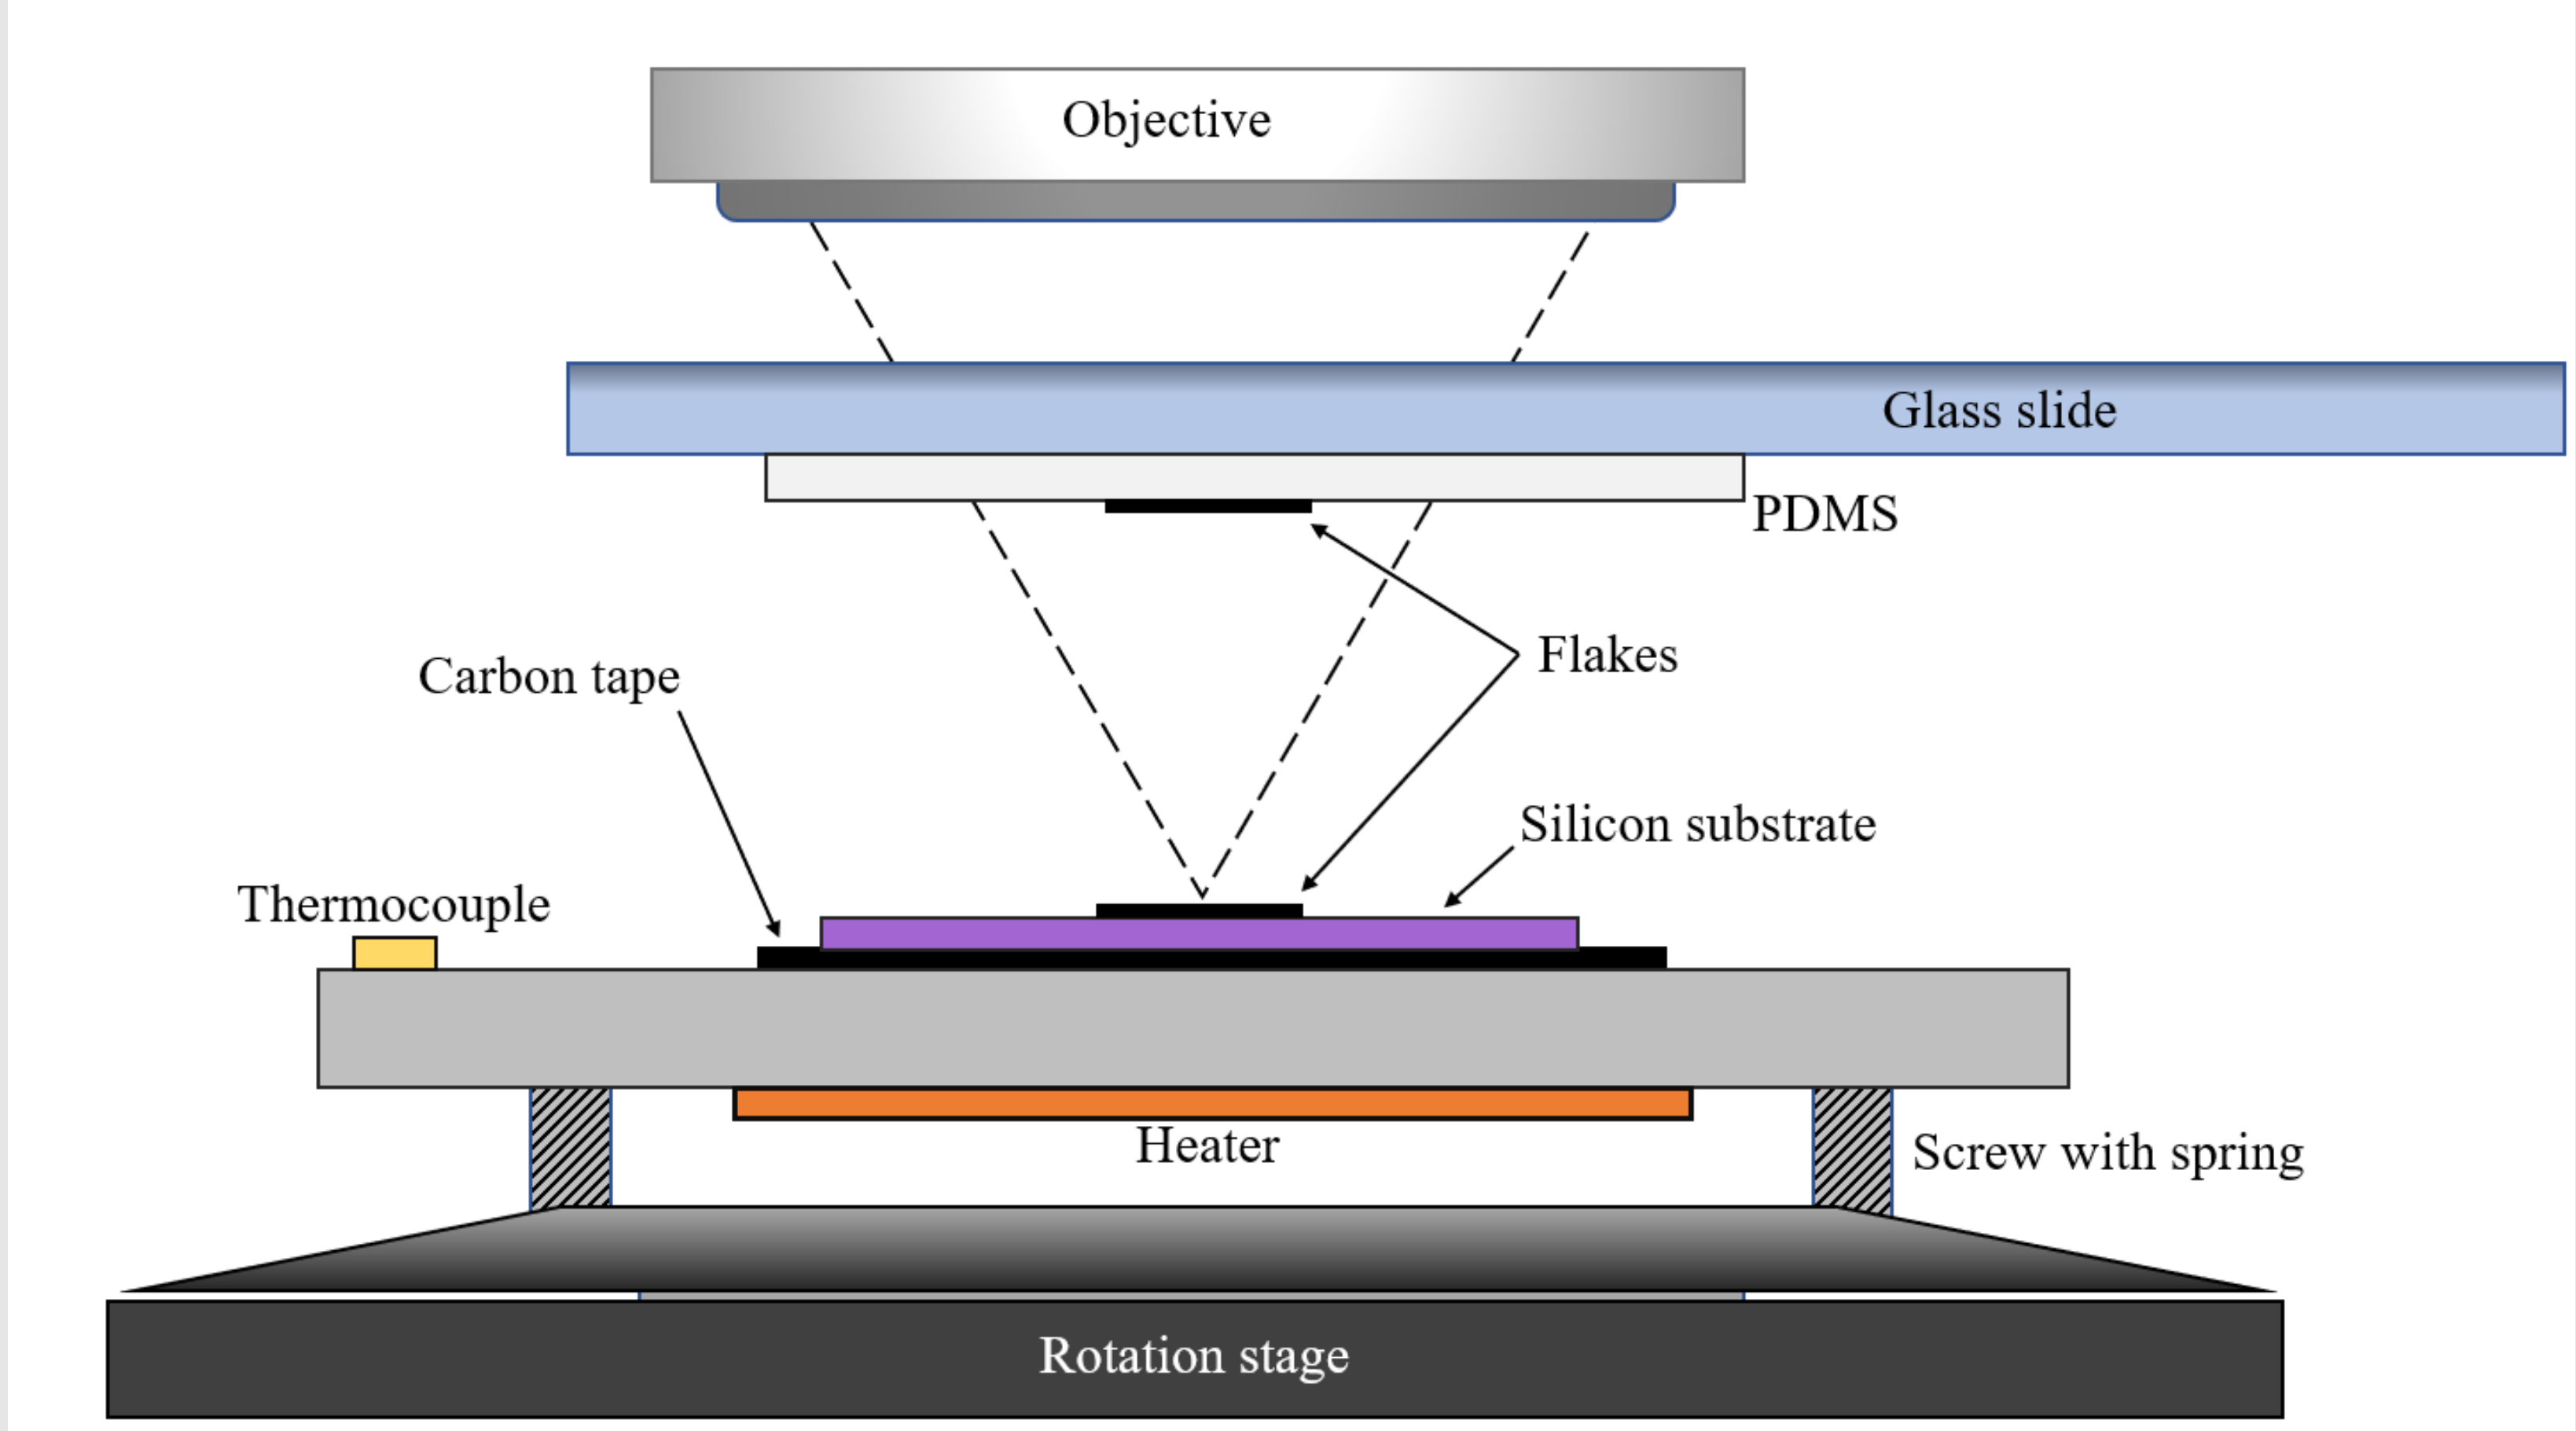 Objective
Glass slide
PDMS
Flakes
Carbon tape
Silicon substrate
Thermocouple
Heater
Screw with spring
Rotation stage